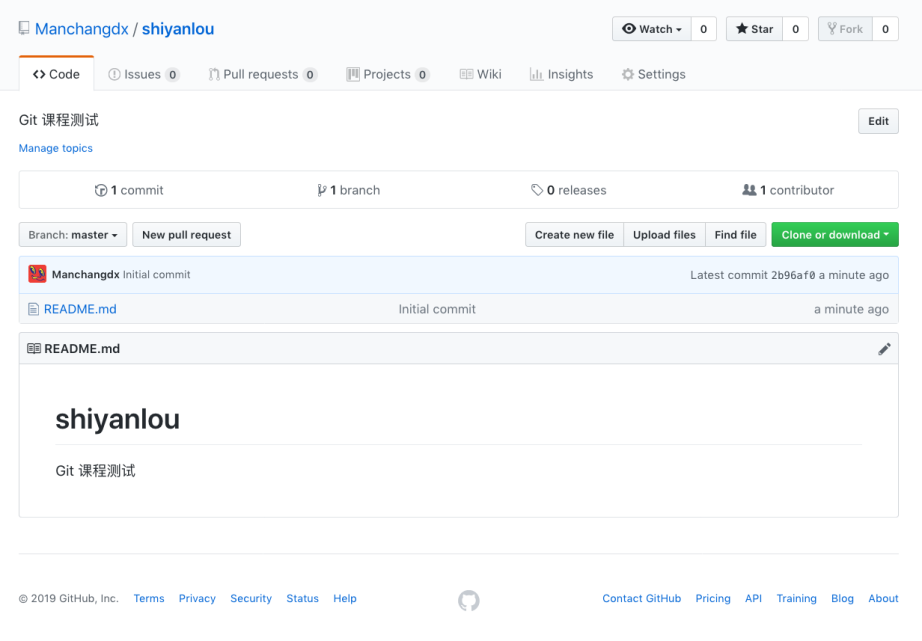 Manchangdx / shiyanlou
Watch 0 Star 0 Fork 0
Code Issues 0 Pull requests 0 Projects 0 Wiki Insights Settings
Git 课程测试 Edit
Manage topics
1 commit 1 branch 0 releases 1 contributor
Branch: master New pull request Create new file Upload files Find file Clone or download
Manchangdx Initial commit Latest commit 2b96af0 a minute ago
README.md Initial commit a minute ago
README.md
shiyanlou
Git 课程测试
© 2019 GitHub, Inc. Terms Privacy Security Status Help Contact GitHub Pricing API Training Blog About